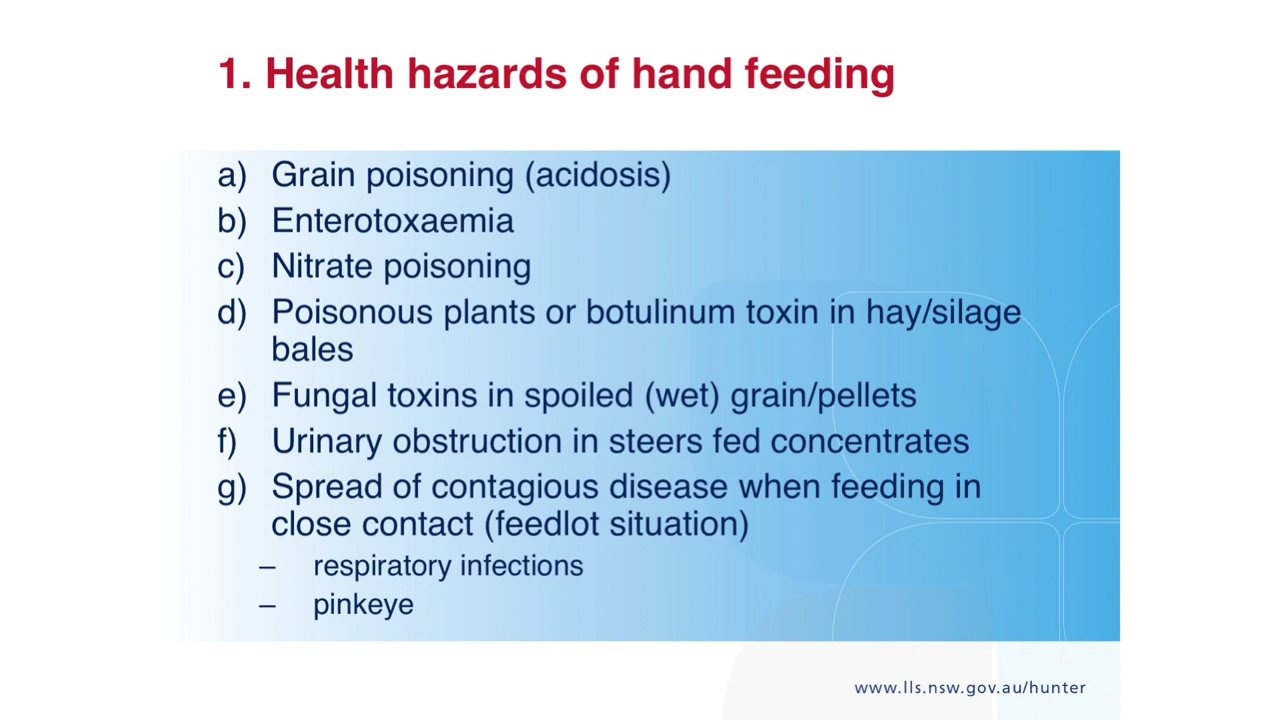 1. Health hazards of hand feeding
a) Grain poisoning (acidosis)
b) Enterotoxaemia
c) Nitrate poisoning
d) Poisonous plants or botulinum toxin in hay/silage
bales
e) Fungal toxins in spoiled (wet) grain/pellets
f) Urinary obstruction in steers fed concentrates
g) Spread of contagious disease when feeding in
close contact (feedlot situation)
– respiratory infections
– pinkeye
www.lls.nsw.gov.au/hunter